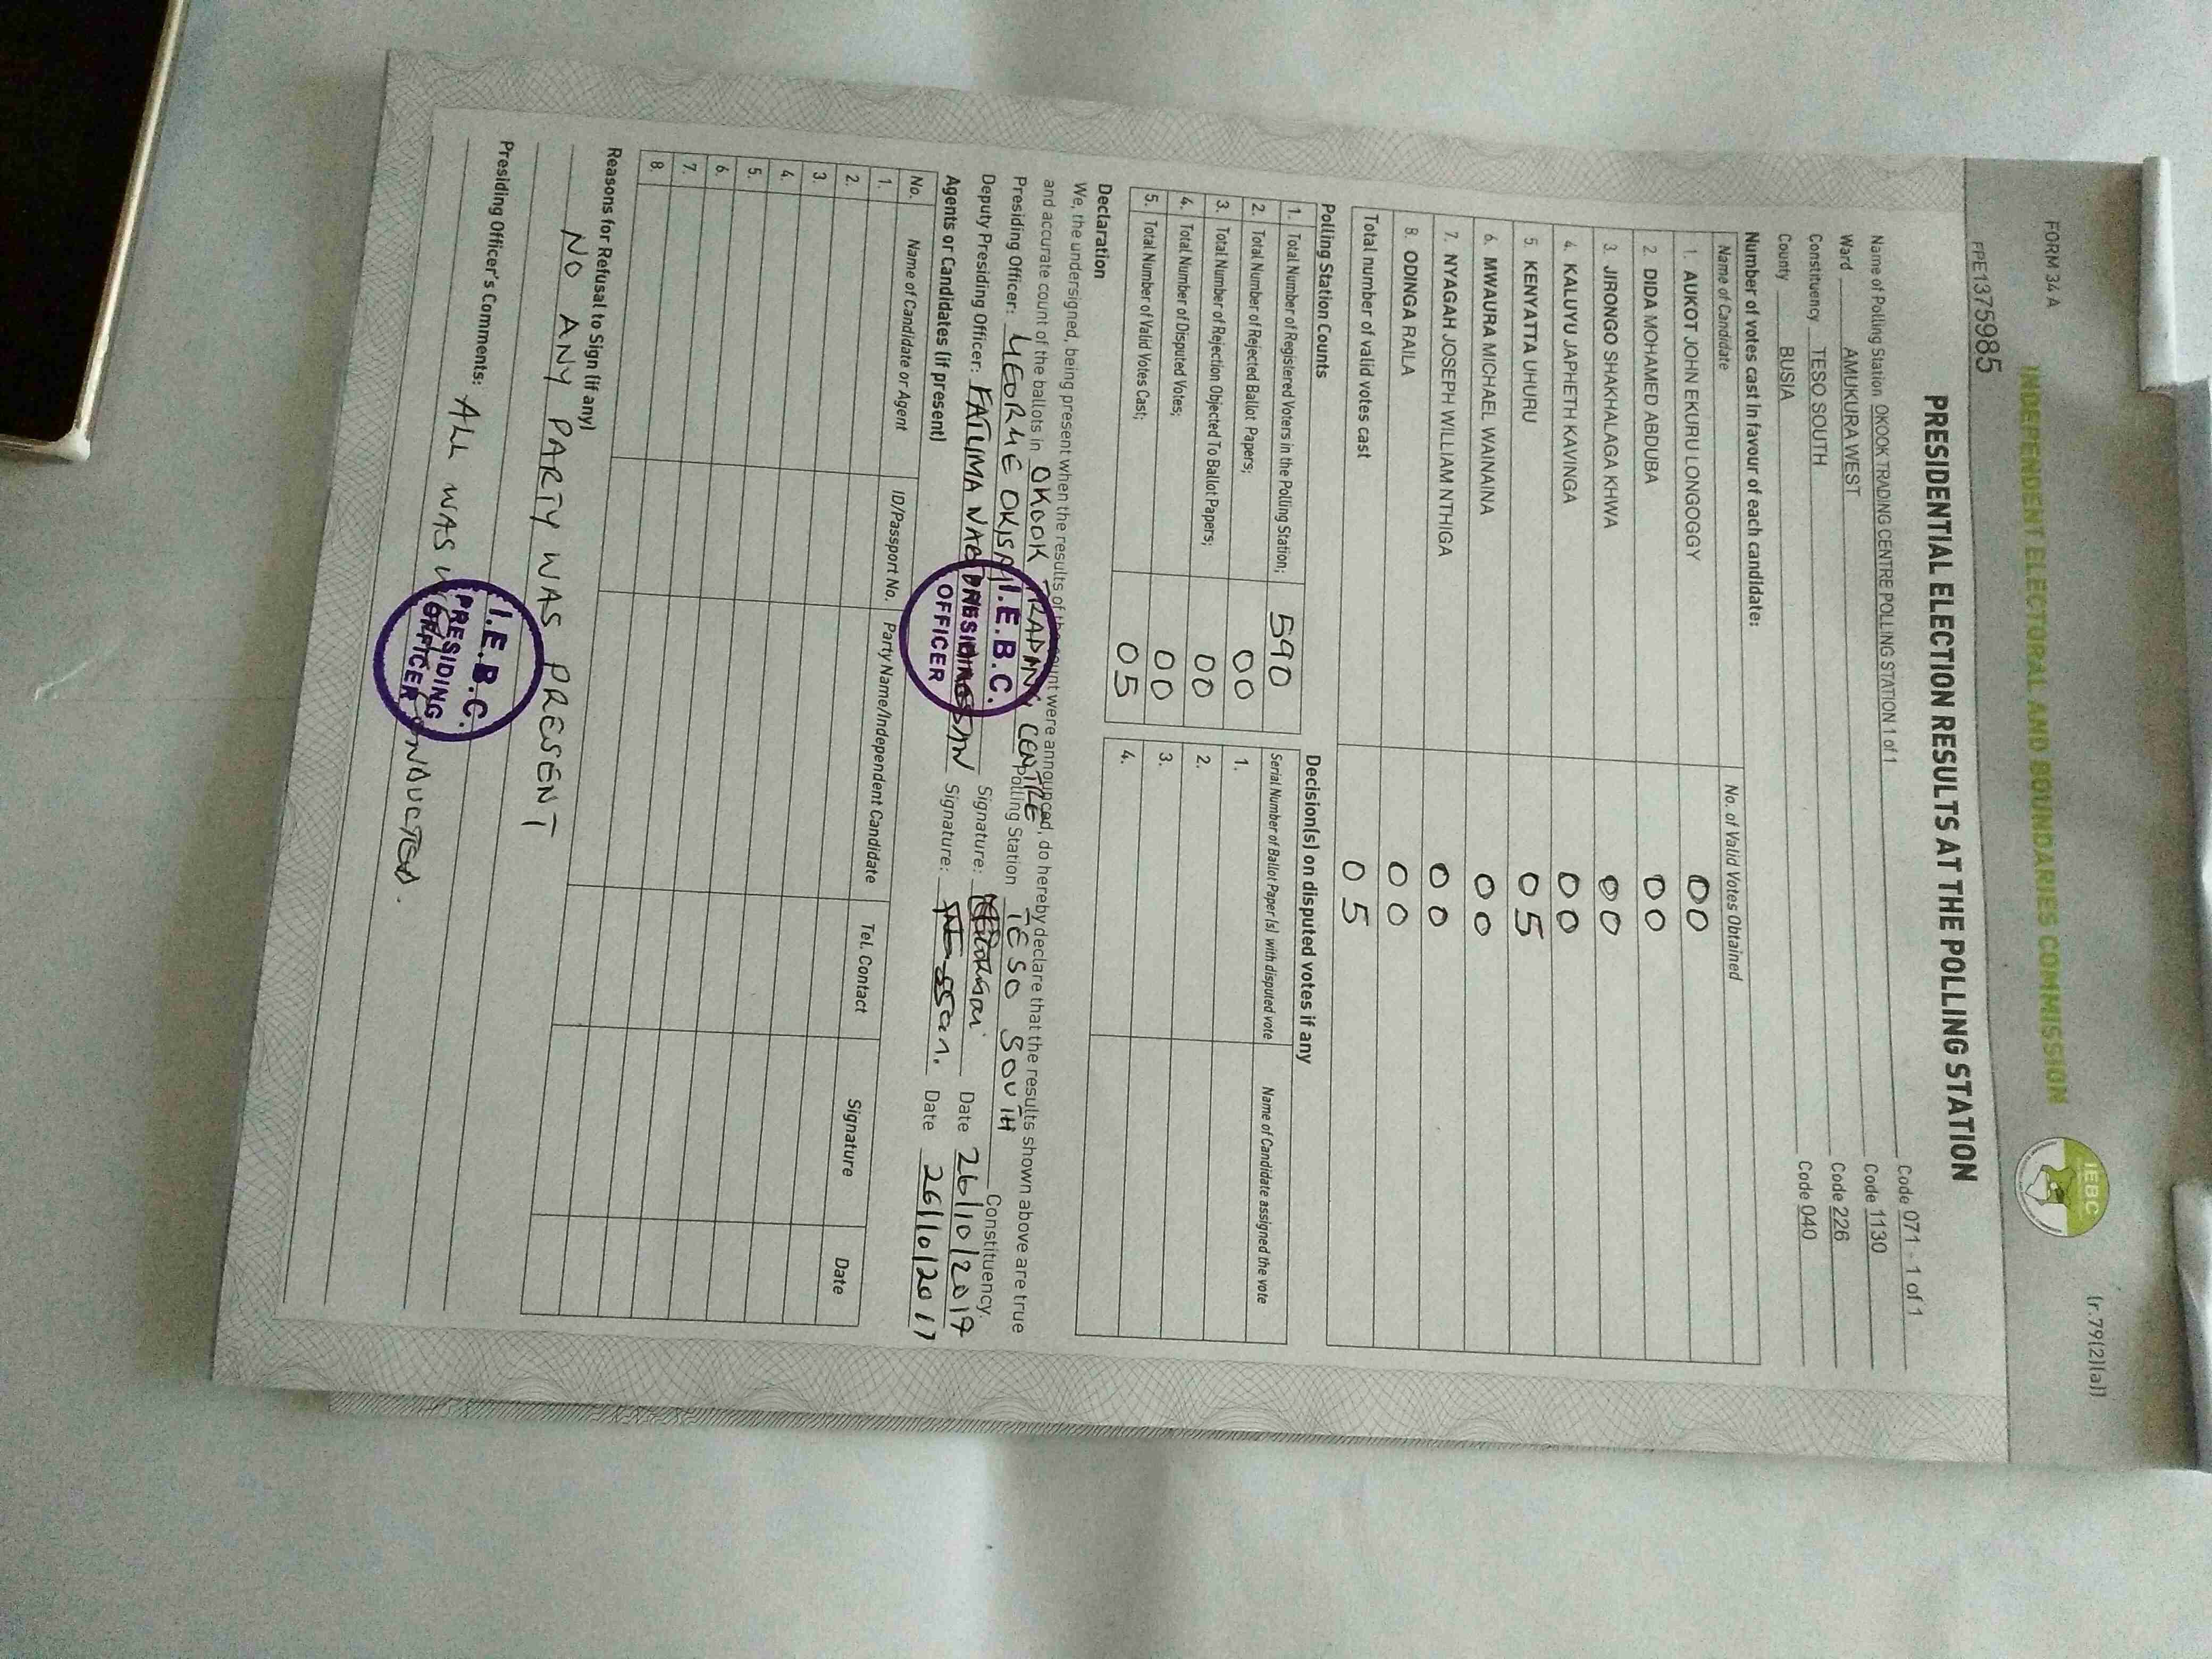 FORM 34 A
(r.79(2)(a))
INDEPENDENT ELECTORAL AND BOUNDARIES COMMISSION
IEBC
FPE1375985
PRESIDENTIAL ELECTION RESULTS AT THE POLLING STATION
Name of Polling Station OKOOK TRADING CENTRE POLLING STATION 1 of 1 Code 071 - 1 of 1
Ward AMUKURA WEST Code 1130
Constituency TESO SOUTH Code 226
County BUSIA Code 040
Number of votes cast in favour of each candidate:
Name of Candidate No. of Valid Votes Obtained
1. AUKOT JOHN EKURU LONGOGGY 00
2. DIDA MOHAMED ABDUBA 00
3. JIRONGO SHAKHALAGA KHWA 00
4. KALUYU JAPHETH KAVINGA 00
5. KENYATTA UHURU 05
6. MWAURA MICHAEL WAINAINA 00
7. NYAGAH JOSEPH WILLIAM NTHIGA 00
8. ODINGA RAILA 00
Total number of valid votes cast 05
Polling Station Counts
1. Total Number of Registered Voters in the Polling Station; 590
2. Total Number of Rejected Ballot Papers; 00
3. Total Number of Rejection Objected To Ballot Papers; 00
4. Total Number of Disputed Votes; 00
5. Total Number of Valid Votes Cast; 05
Decision(s) on disputed votes if any
Serial Number of Ballot Paper (s) with disputed vote Name of Candidate assigned the vote
1.
2.
3.
4.
Declaration
We, the undersigned, being present when the results of the count were announced, do hereby declare that the results shown above are true
and accurate count of the ballots in OKOOK TRADING CENTRE Polling Station TESO SOUTH Constituency.
Presiding Officer: Signature: Date 26/10/2017
Deputy Presiding Officer: FATUMA Signature: Date 26/10/2017
I.E.B.C.
PRESIDING
OFFICER
Agents or Candidates (if present)
No. Name of Candidate or Agent ID/Passport No. Party Name/Independent Candidate Tel. Contact Signature Date
1.
2.
3.
4.
5.
6.
7.
8.
Reasons for Refusal to Sign (if any)
NO ANY PARTY WAS PRESENT
Presiding Officer's Comments: ALL WAS CONDUCTED.
I.E.B.C.
PRESIDING
OFFICER